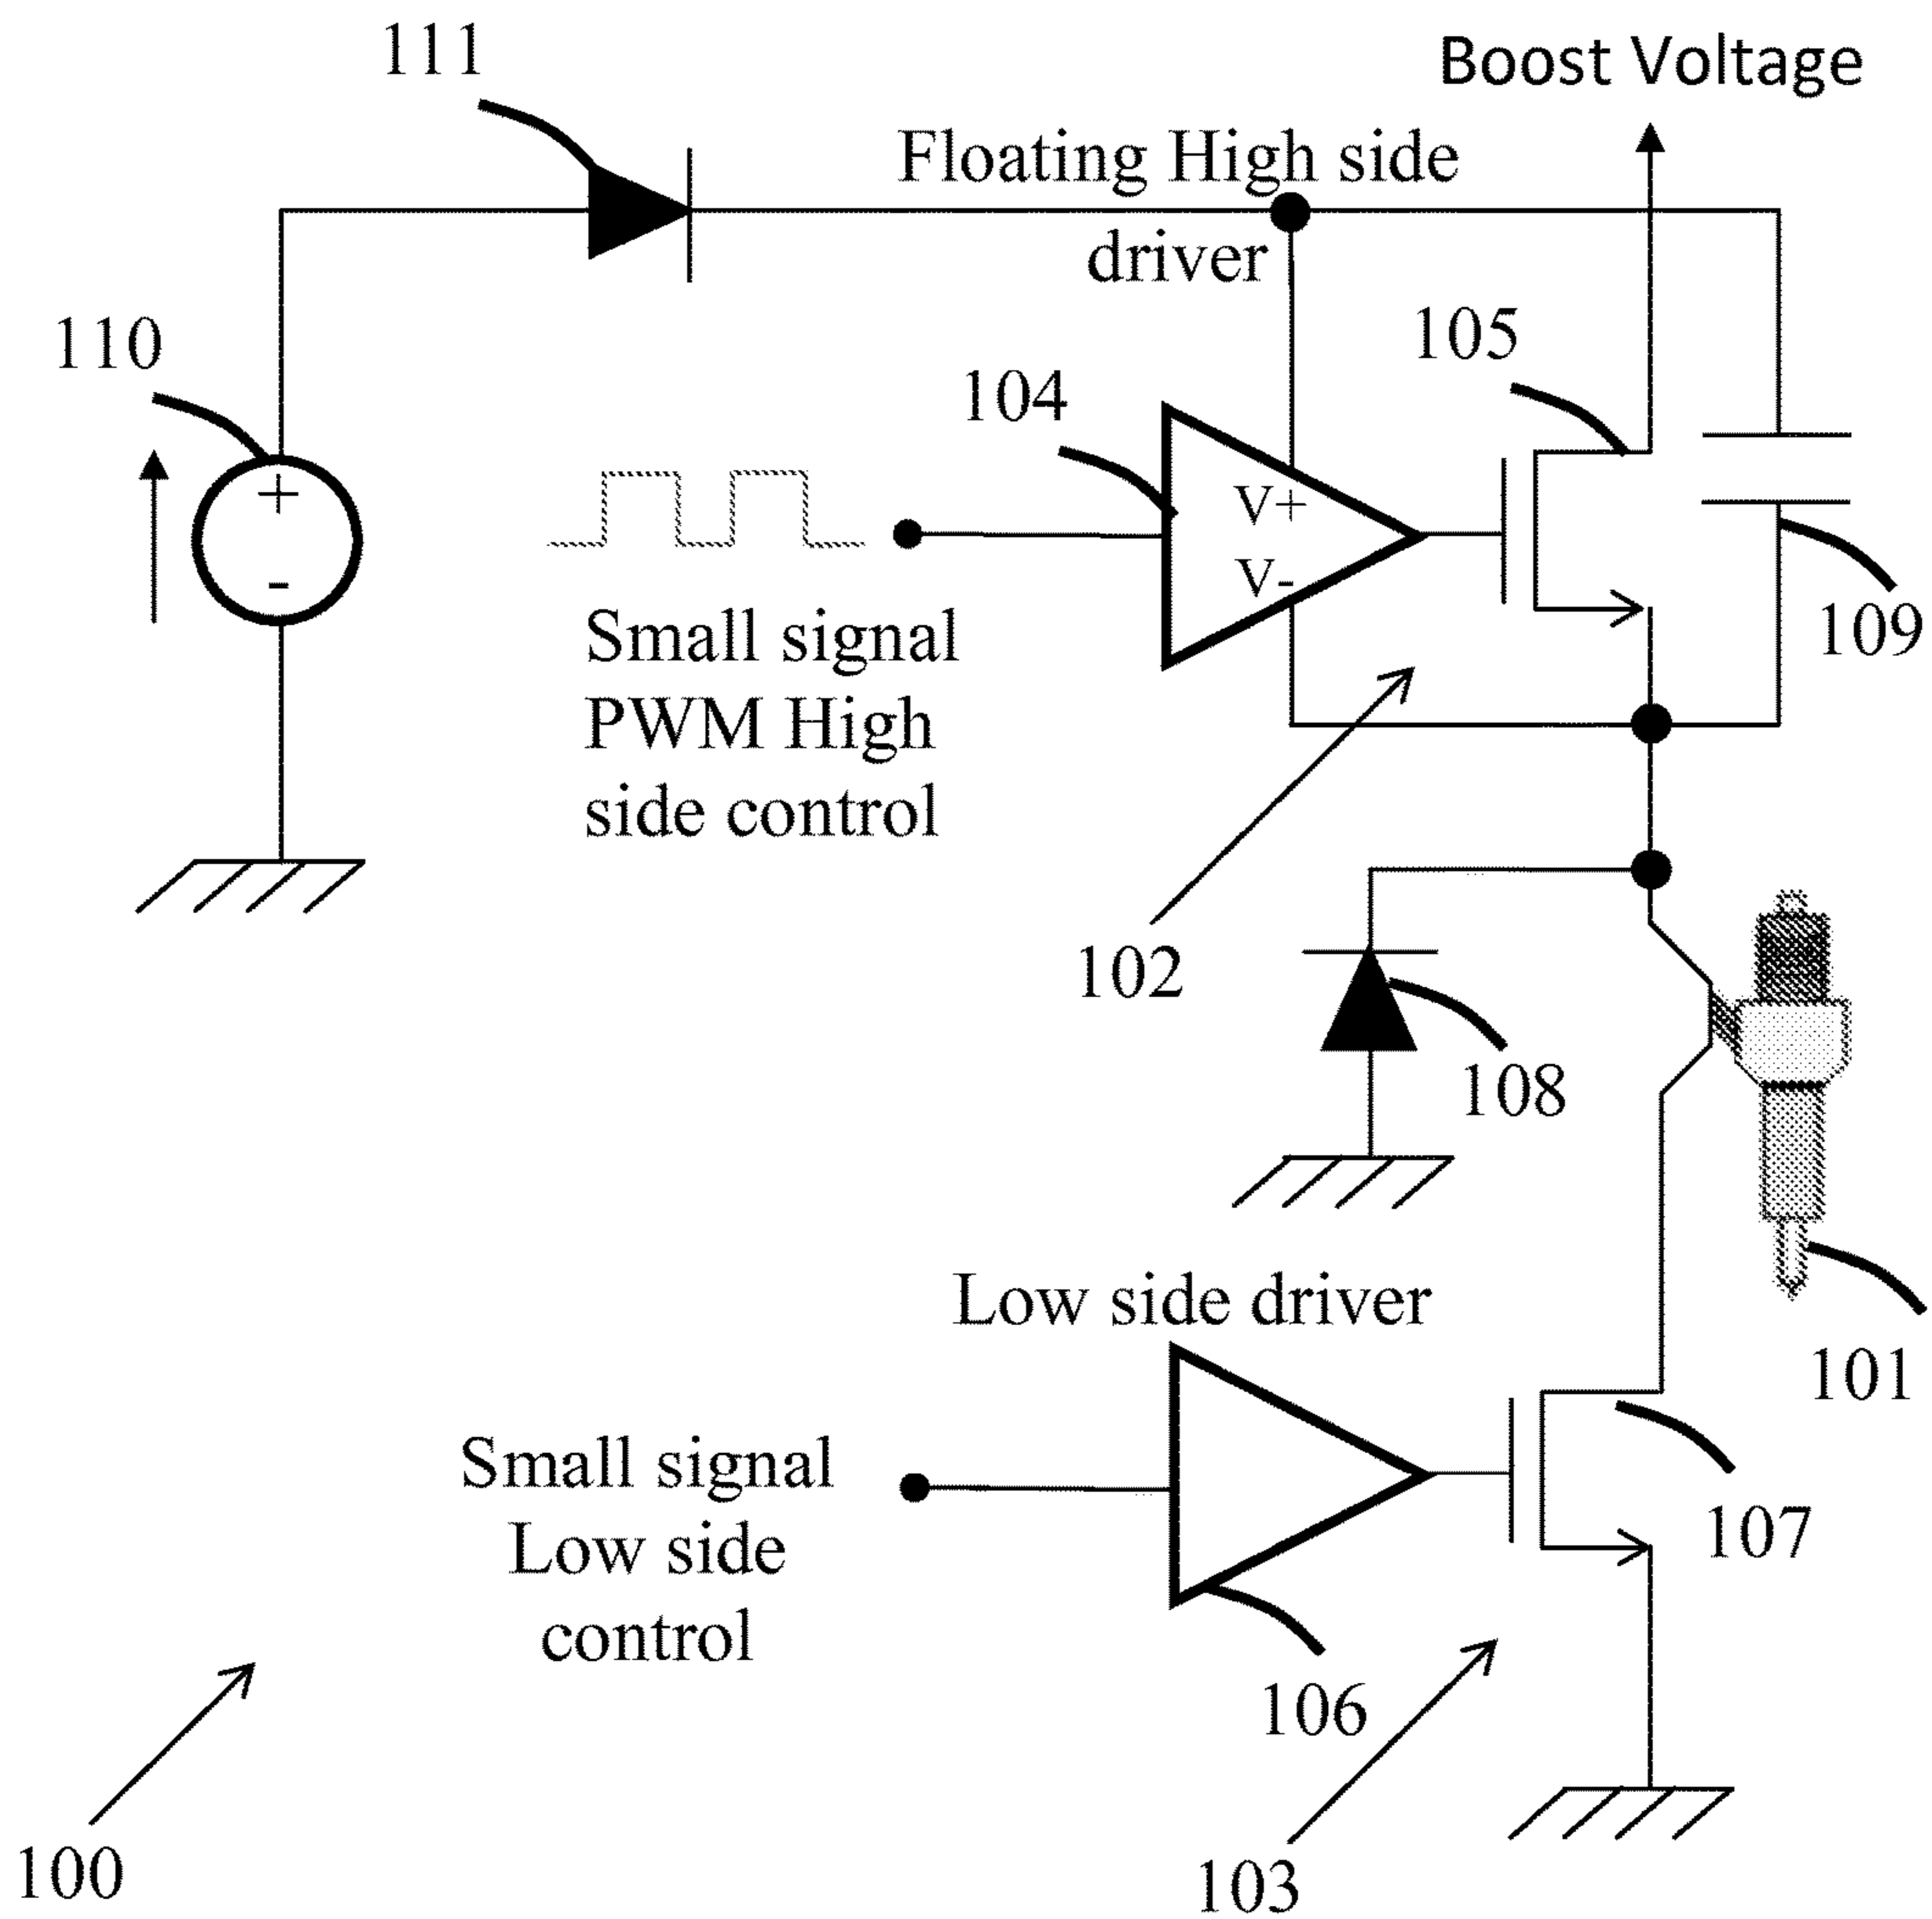 111
Boost Voltage
Floating High side
driver
110
105
104
V+
V-
+
-
109
Small signal
PWM High
side control
102
108
Low side driver
101
Small signal
Low side
control
107
106
103
100